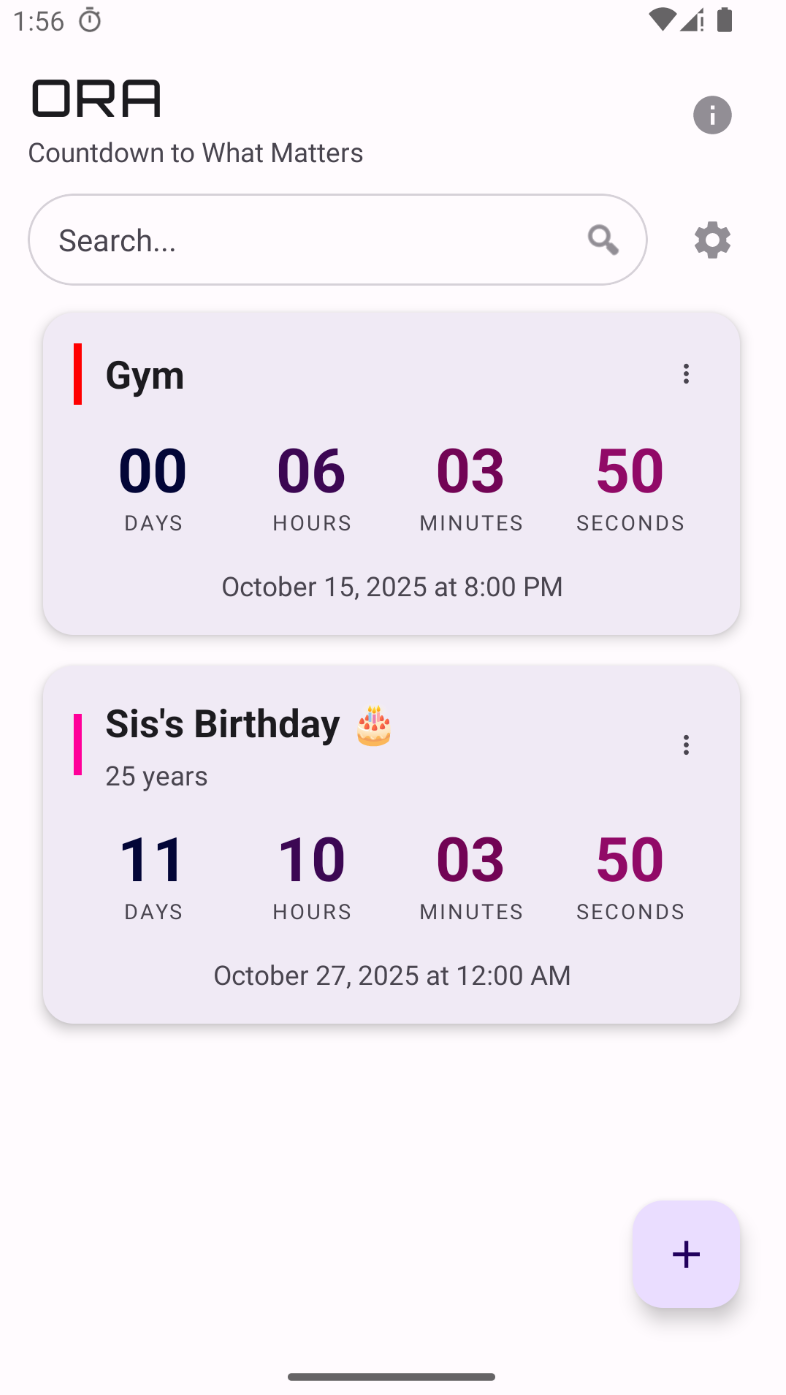 1:56
ORA
Countdown to What Matters
Search...
Gym
00 06 03 50
DAYS HOURS MINUTES SECONDS
October 15, 2025 at 8:00 PM
Sis's Birthday 🎂
25 years
11 10 03 50
DAYS HOURS MINUTES SECONDS
October 27, 2025 at 12:00 AM
+